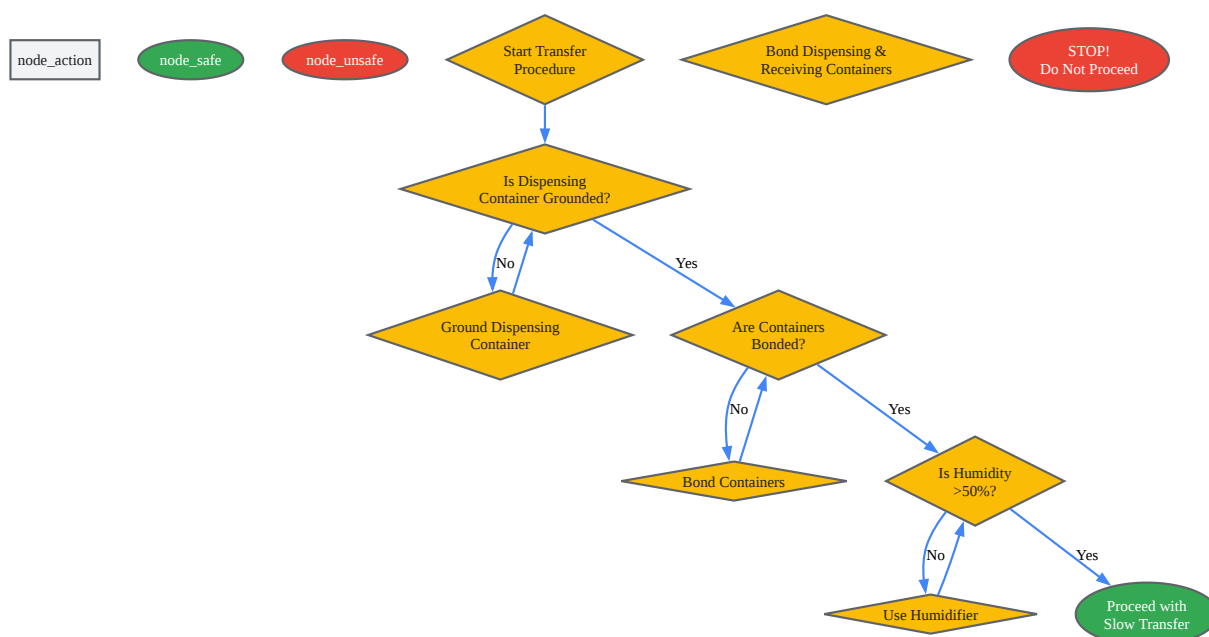 node_action
node_safe
node_unsafe
Start Transfer
Procedure
Bond Dispensing &
Receiving Containers
STOP!
Do Not Proceed
Is Dispensing
Container Grounded?
No
Yes
Ground Dispensing
Container
Are Containers
Bonded?
No
Yes
Bond Containers
Is Humidity
>50%?
No
Yes
Use Humidifier
Proceed with
Slow Transfer